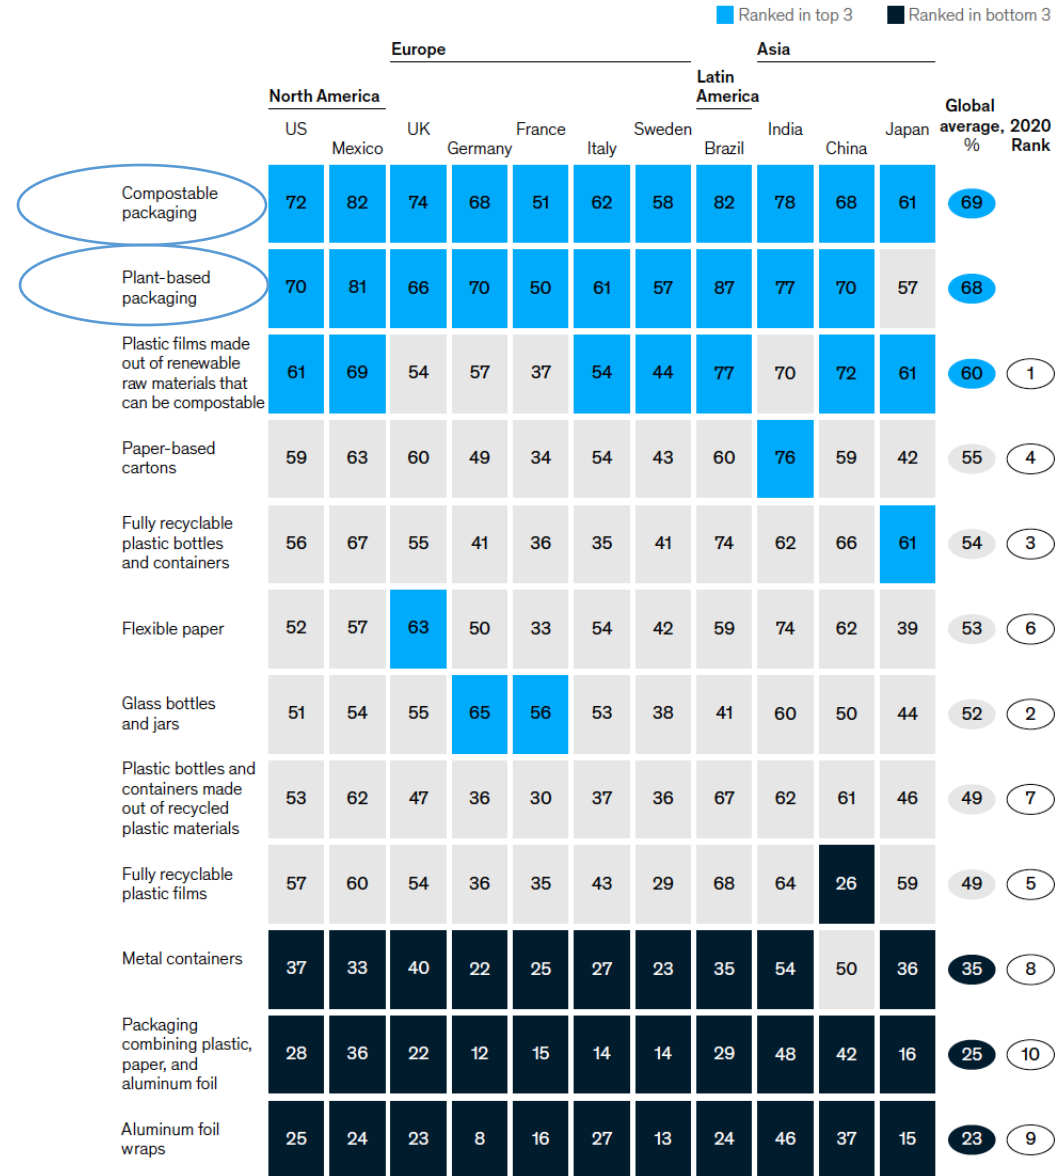 Ranked in top 3 Ranked in bottom 3
Europe Asia
Latin
North America America
Global
US UK France Sweden India Japan average, 2020
Mexico Germany Italy Brazil China % Rank
Compostable
packaging
72 82 74 68 51 62 58 82 78 68 61 69
Plant-based
packaging
70 81 66 70 50 61 57 87 77 70 57 68
Plastic films made
out of renewable
raw materials that
can be compostable
61 69 54 57 37 54 44 77 70 72 61 60 1
Paper-based
cartons
59 63 60 49 34 54 43 60 76 59 42 55 4
Fully recyclable
plastic bottles
and containers
56 67 55 41 36 35 41 74 62 66 61 54 3
Flexible paper
52 57 63 50 33 54 42 59 74 62 39 53 6
Glass bottles
and jars
51 54 55 65 56 53 38 41 60 50 44 52 2
Plastic bottles and
containers made
out of recycled
plastic materials
53 62 47 36 30 37 36 67 62 61 46 49 7
Fully recyclable
plastic films
57 60 54 36 35 43 29 68 64 26 59 49 5
Metal containers
37 33 40 22 25 27 23 35 54 50 36 35 8
Packaging
combining plastic,
paper, and
aluminum foil
28 36 22 12 15 14 14 29 48 42 16 25 10
Aluminum foil
wraps
25 24 23 8 16 27 13 24 46 37 15 23 9